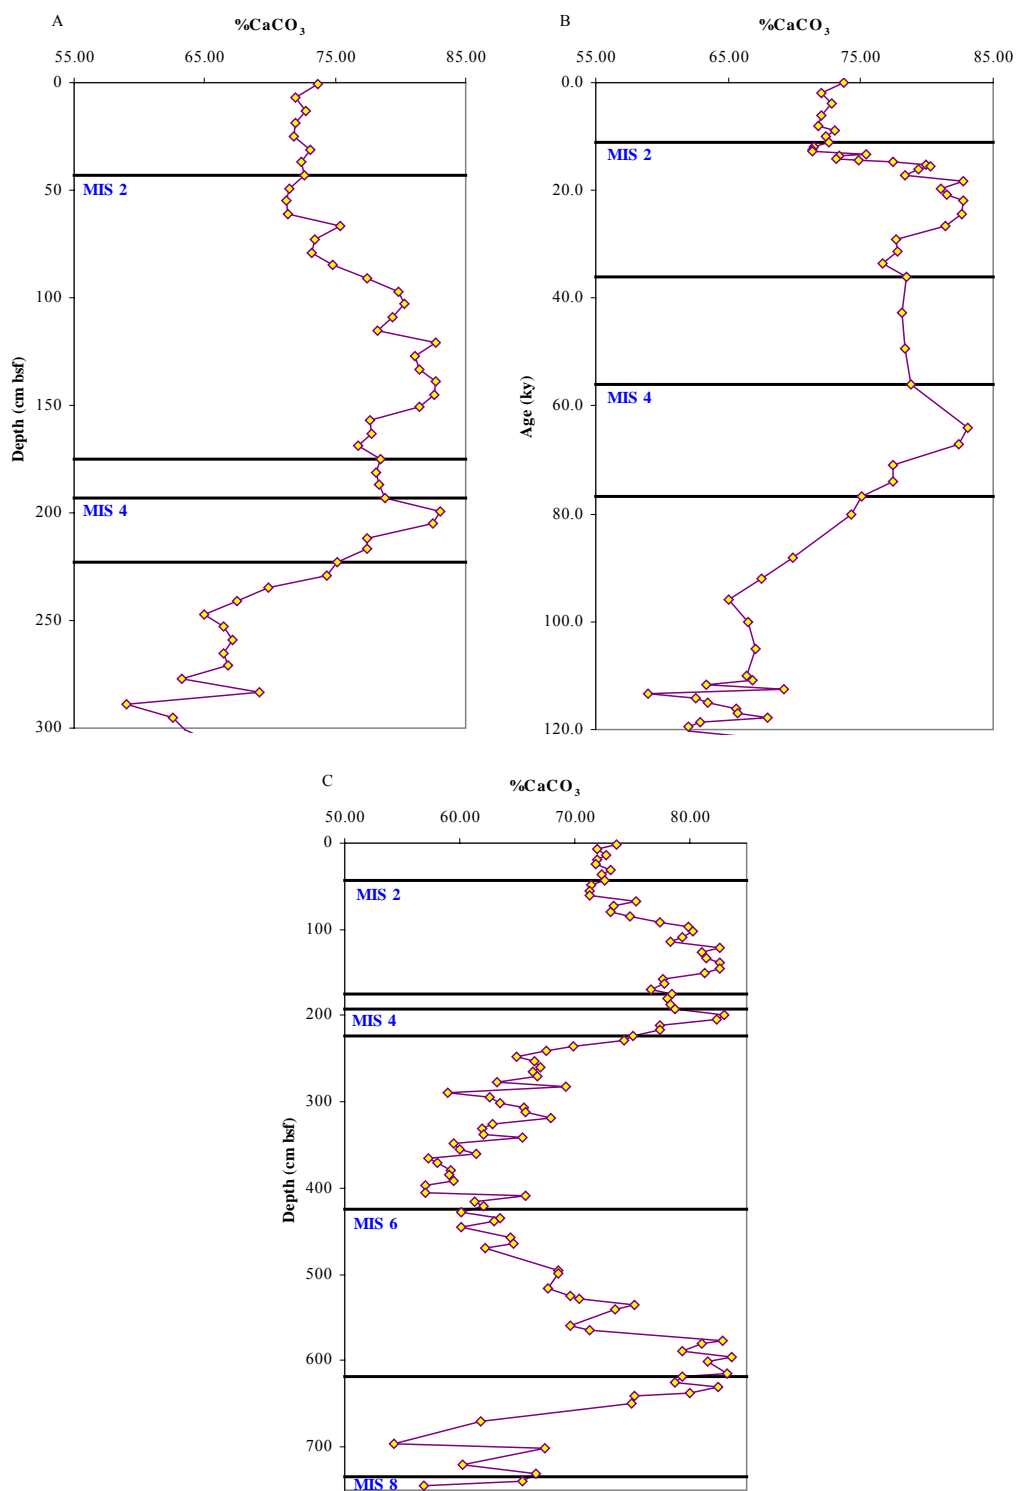 A
%CaCO3
55.00 65.00 75.00 85.00
0
MIS 2
50
100
150
MIS 4
200
250
300
Depth (cm bsf)
B
%CaCO3
55.00 65.00 75.00 85.00
0.0
MIS 2
20.0
40.0
MIS 4
60.0
80.0
100.0
120.0
Age (ky)
C
%CaCO3
50.00 60.00 70.00 80.00
0
MIS 2
100
200
MIS 4
300
400
MIS 6
500
600
700
MIS 8
Depth (cm bsf)